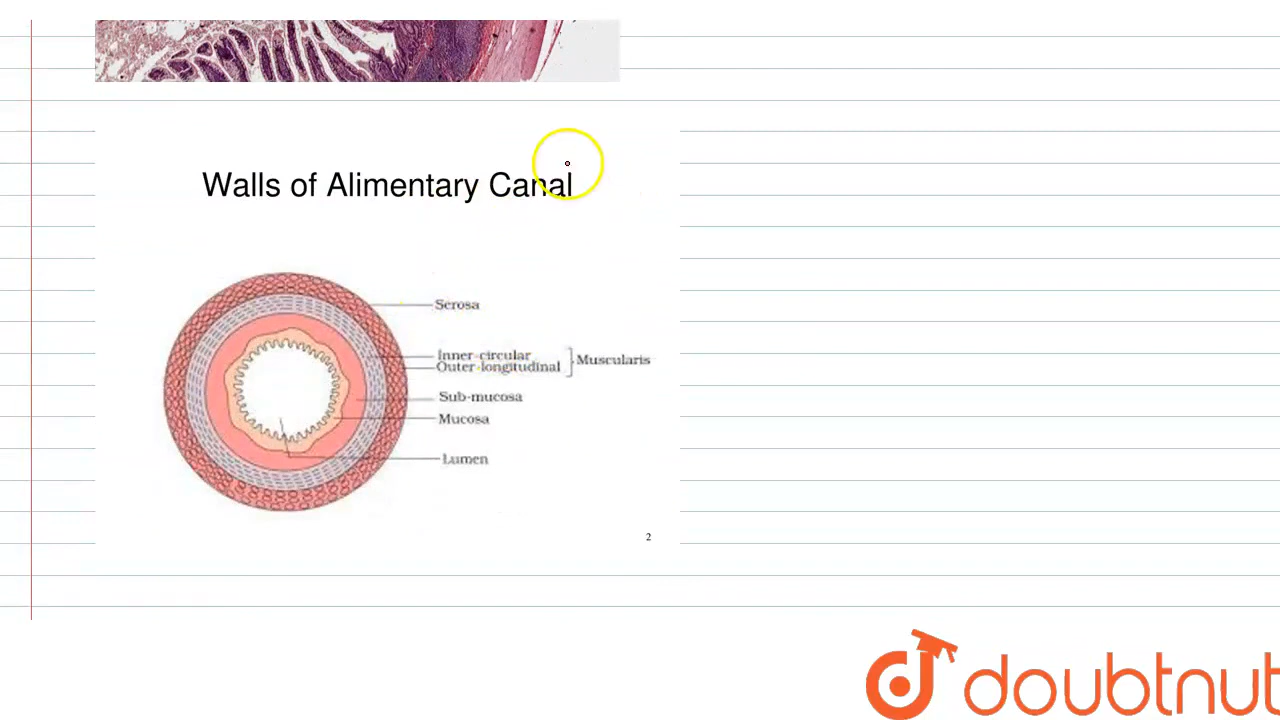 Walls of Alimentary Canal
Serosa
Inner-circular
Outer-longitudinal
Muscularis
Sub-mucosa
Mucosa
Lumen
2
doubtnut